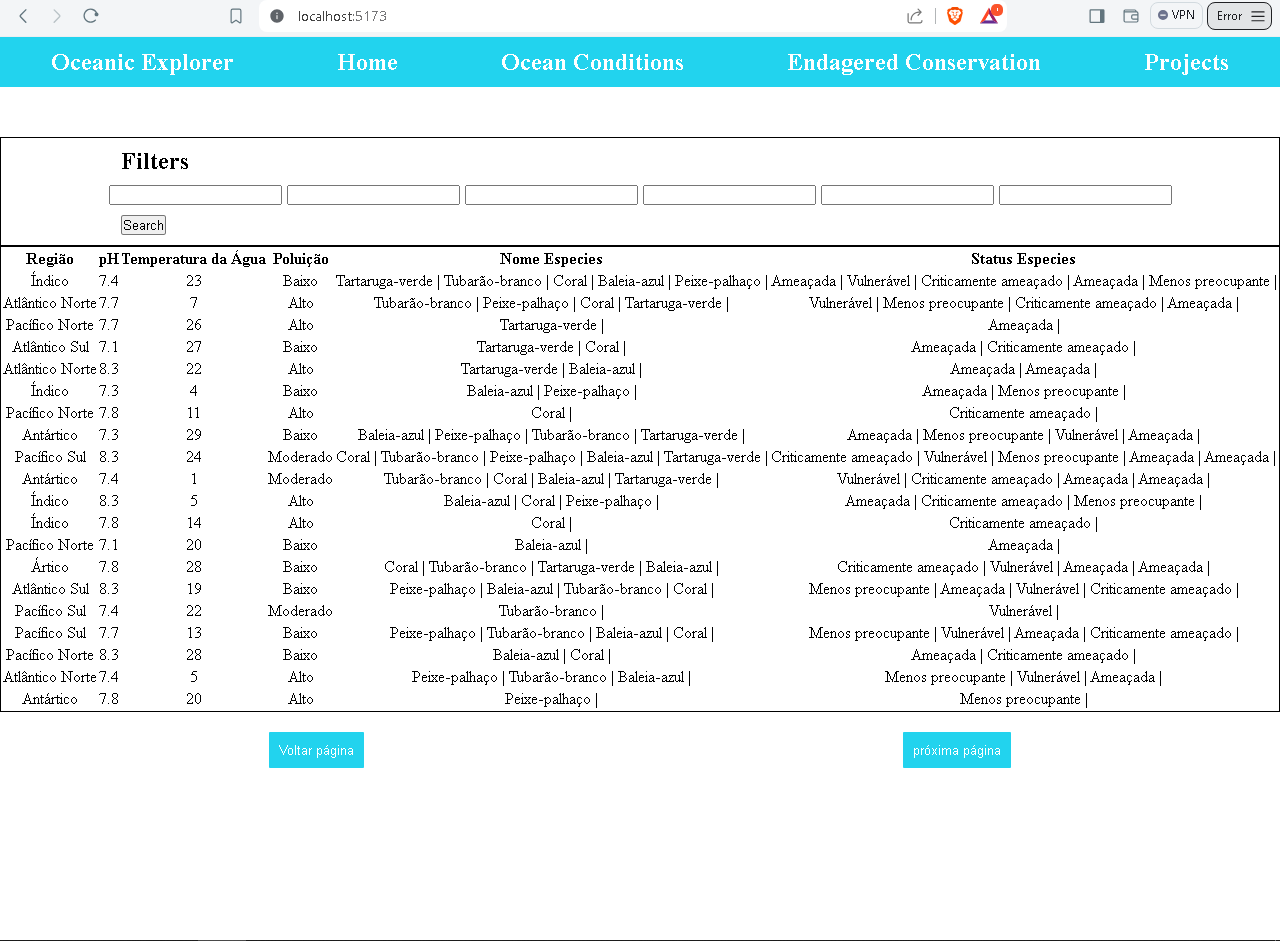 localhost:5173
VPN
Error
Oceanic Explorer Home Ocean Conditions Endagered Conservation Projects
Filters
Search
Região pH Temperatura da Água Poluição Nome Especies Status Especies
Índico 7.4 23 Baixo Tartaruga-verde | Tubarão-branco | Coral | Baleia-azul | Peixe-palhaço | Ameaçada | Vulnerável | Criticamente ameaçado | Ameaçada | Menos preocupante |
Atlântico Norte 7.7 7 Alto Tubarão-branco | Peixe-palhaço | Coral | Tartaruga-verde | Vulnerável | Menos preocupante | Criticamente ameaçado | Ameaçada |
Pacífico Norte 7.7 26 Alto Tartaruga-verde | Ameaçada |
Atlântico Sul 7.1 27 Baixo Tartaruga-verde | Coral | Ameaçada | Criticamente ameaçado |
Atlântico Norte 8.3 22 Alto Tartaruga-verde | Baleia-azul | Ameaçada | Ameaçada |
Índico 7.3 4 Baixo Baleia-azul | Peixe-palhaço | Ameaçada | Menos preocupante |
Pacífico Norte 7.8 11 Alto Coral | Criticamente ameaçado |
Antártico 7.3 29 Baixo Baleia-azul | Peixe-palhaço | Tubarão-branco | Tartaruga-verde | Ameaçada | Menos preocupante | Vulnerável | Ameaçada |
Pacífico Sul 8.3 24 Moderado Coral | Tubarão-branco | Peixe-palhaço | Baleia-azul | Tartaruga-verde | Criticamente ameaçado | Vulnerável | Menos preocupante | Ameaçada | Ameaçada |
Antártico 7.4 1 Moderado Tubarão-branco | Coral | Baleia-azul | Tartaruga-verde | Vulnerável | Criticamente ameaçado | Ameaçada | Ameaçada |
Índico 8.3 5 Alto Baleia-azul | Coral | Peixe-palhaço | Ameaçada | Criticamente ameaçado | Menos preocupante |
Índico 7.8 14 Alto Coral | Criticamente ameaçado |
Pacífico Norte 7.1 20 Baixo Baleia-azul | Ameaçada |
Ártico 7.8 28 Baixo Coral | Tubarão-branco | Tartaruga-verde | Baleia-azul | Criticamente ameaçado | Vulnerável | Ameaçada | Ameaçada |
Atlântico Sul 8.3 19 Baixo Peixe-palhaço | Baleia-azul | Tubarão-branco | Coral | Menos preocupante | Ameaçada | Vulnerável | Criticamente ameaçado |
Pacífico Sul 7.4 22 Moderado Tubarão-branco | Vulnerável |
Pacífico Sul 7.7 13 Baixo Peixe-palhaço | Tubarão-branco | Baleia-azul | Coral | Menos preocupante | Vulnerável | Ameaçada | Criticamente ameaçado |
Pacífico Norte 8.3 28 Baixo Baleia-azul | Coral | Ameaçada | Criticamente ameaçado |
Atlântico Norte 7.4 5 Alto Peixe-palhaço | Tubarão-branco | Baleia-azul | Menos preocupante | Vulnerável | Ameaçada |
Antártico 7.8 20 Alto Peixe-palhaço | Menos preocupante |
Voltar página próxima página